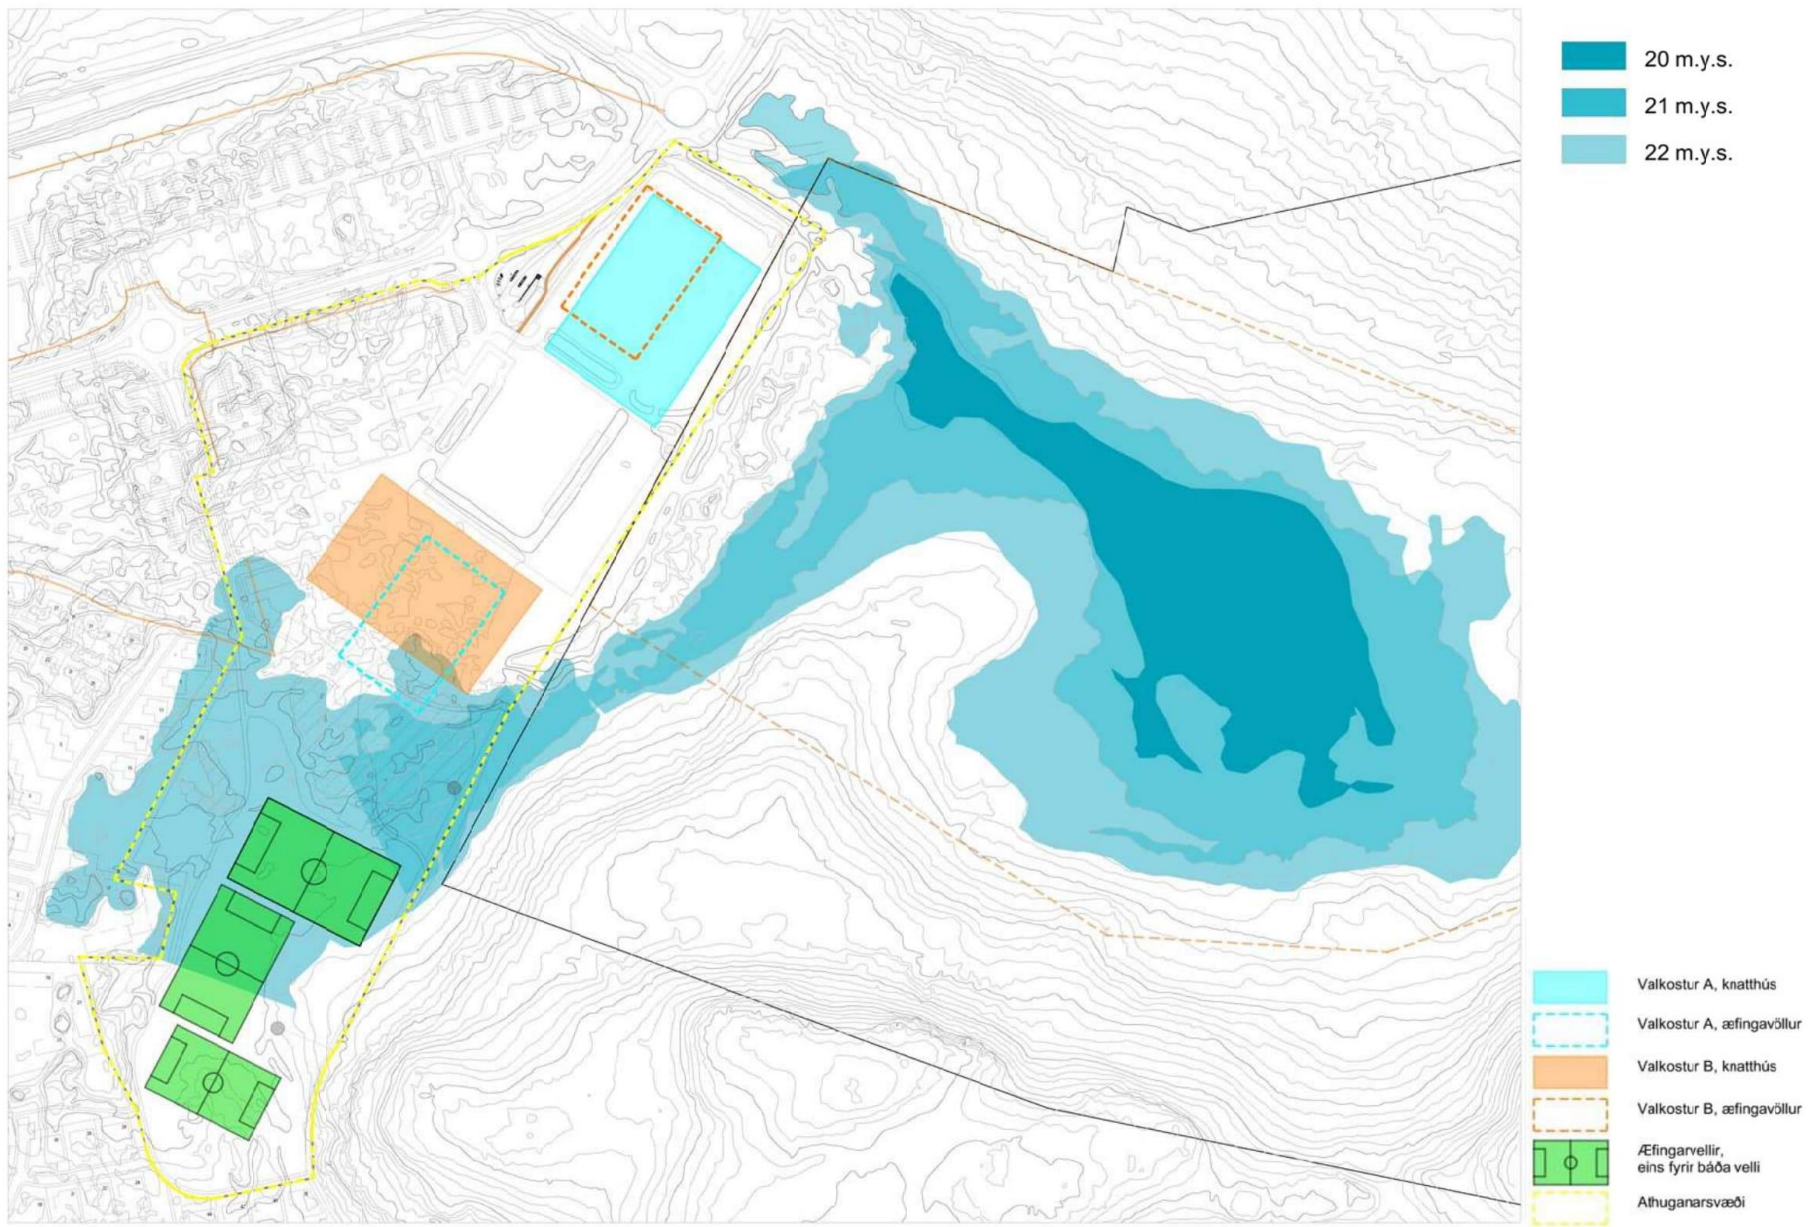 20 m.y.s.
21 m.y.s.
22 m.y.s.
Valkostur A, knatthús
Valkostur A, æfingavöllur
Valkostur B, knatthús
Valkostur B, æfingavöllur
Æfingarvellir,
eins fyrir báða velli
Athuganarsvæði